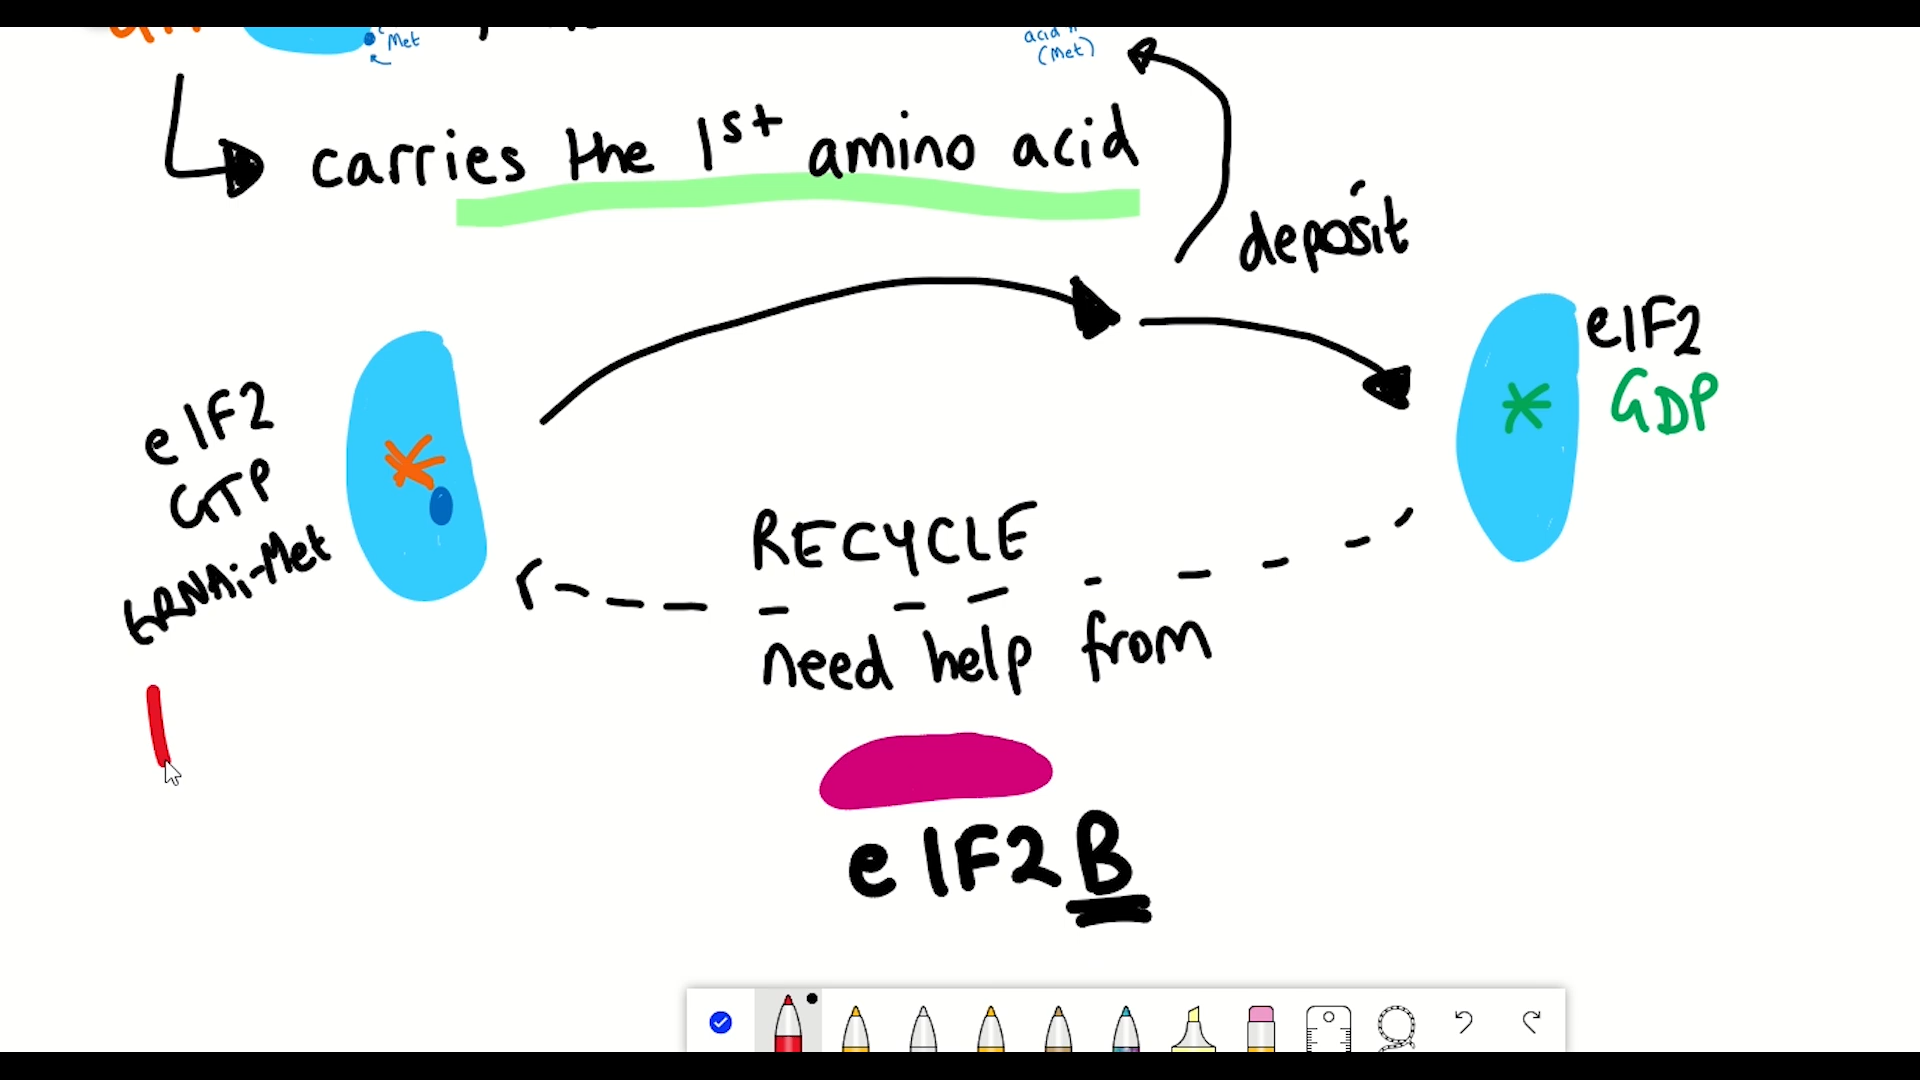 Met
acid
(Met)
carries the 1st amino acid
deposit
eIF2
GDP
eIF2
GTP
tRNAi-Met
RECYCLE
need help from
eIF2B